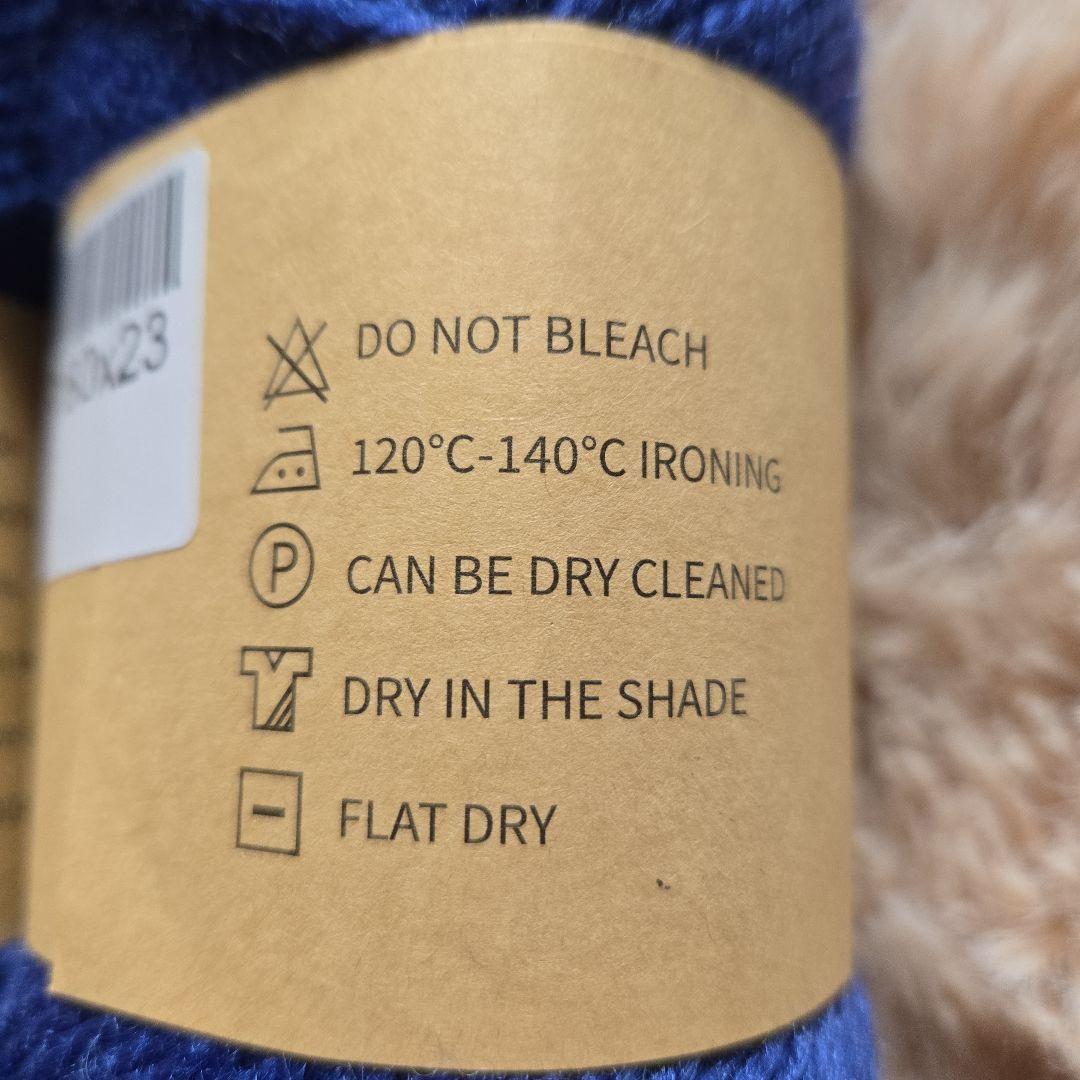 DO NOT BLEACH
120°C-140°C IRONING
P CAN BE DRY CLEANED
DRY IN THE SHADE
FLAT DRY